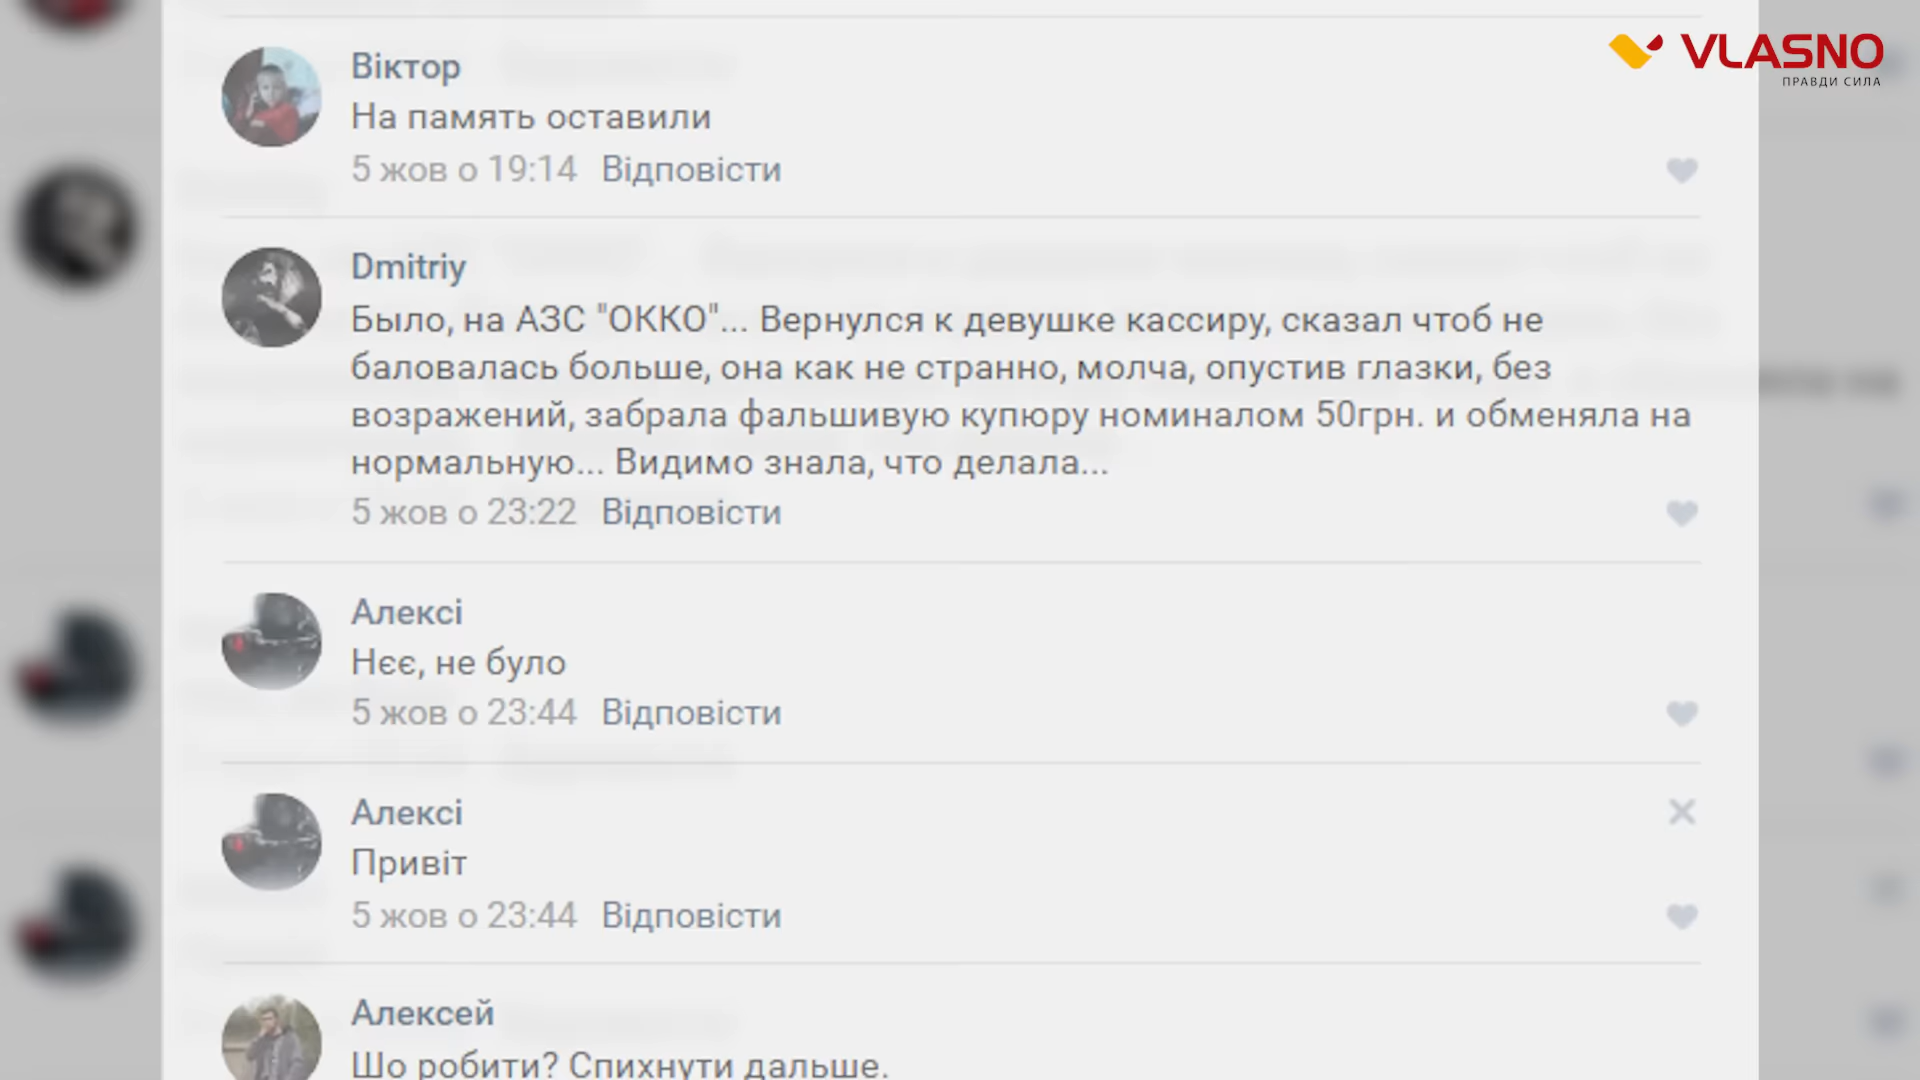 VLASNO
ПРАВДИ СИЛА
Віктор
На память оставили
5 жов о 19:14 Відповісти
Dmitriy
Было, на АЗС "ОККО"... Вернулся к девушке кассиру, сказал чтоб не
баловалась больше, она как не странно, молча, опустив глазки, без
возражений, забрала фальшивую купюру номиналом 50грн. и обменяла на
нормальную... Видимо знала, что делала...
5 жов о 23:22 Відповісти
Алексі
Нєє, не було
5 жов о 23:44 Відповісти
Алексі
Привіт
5 жов о 23:44 Відповісти
Алексей
Шо робити? Спихнути дальше.